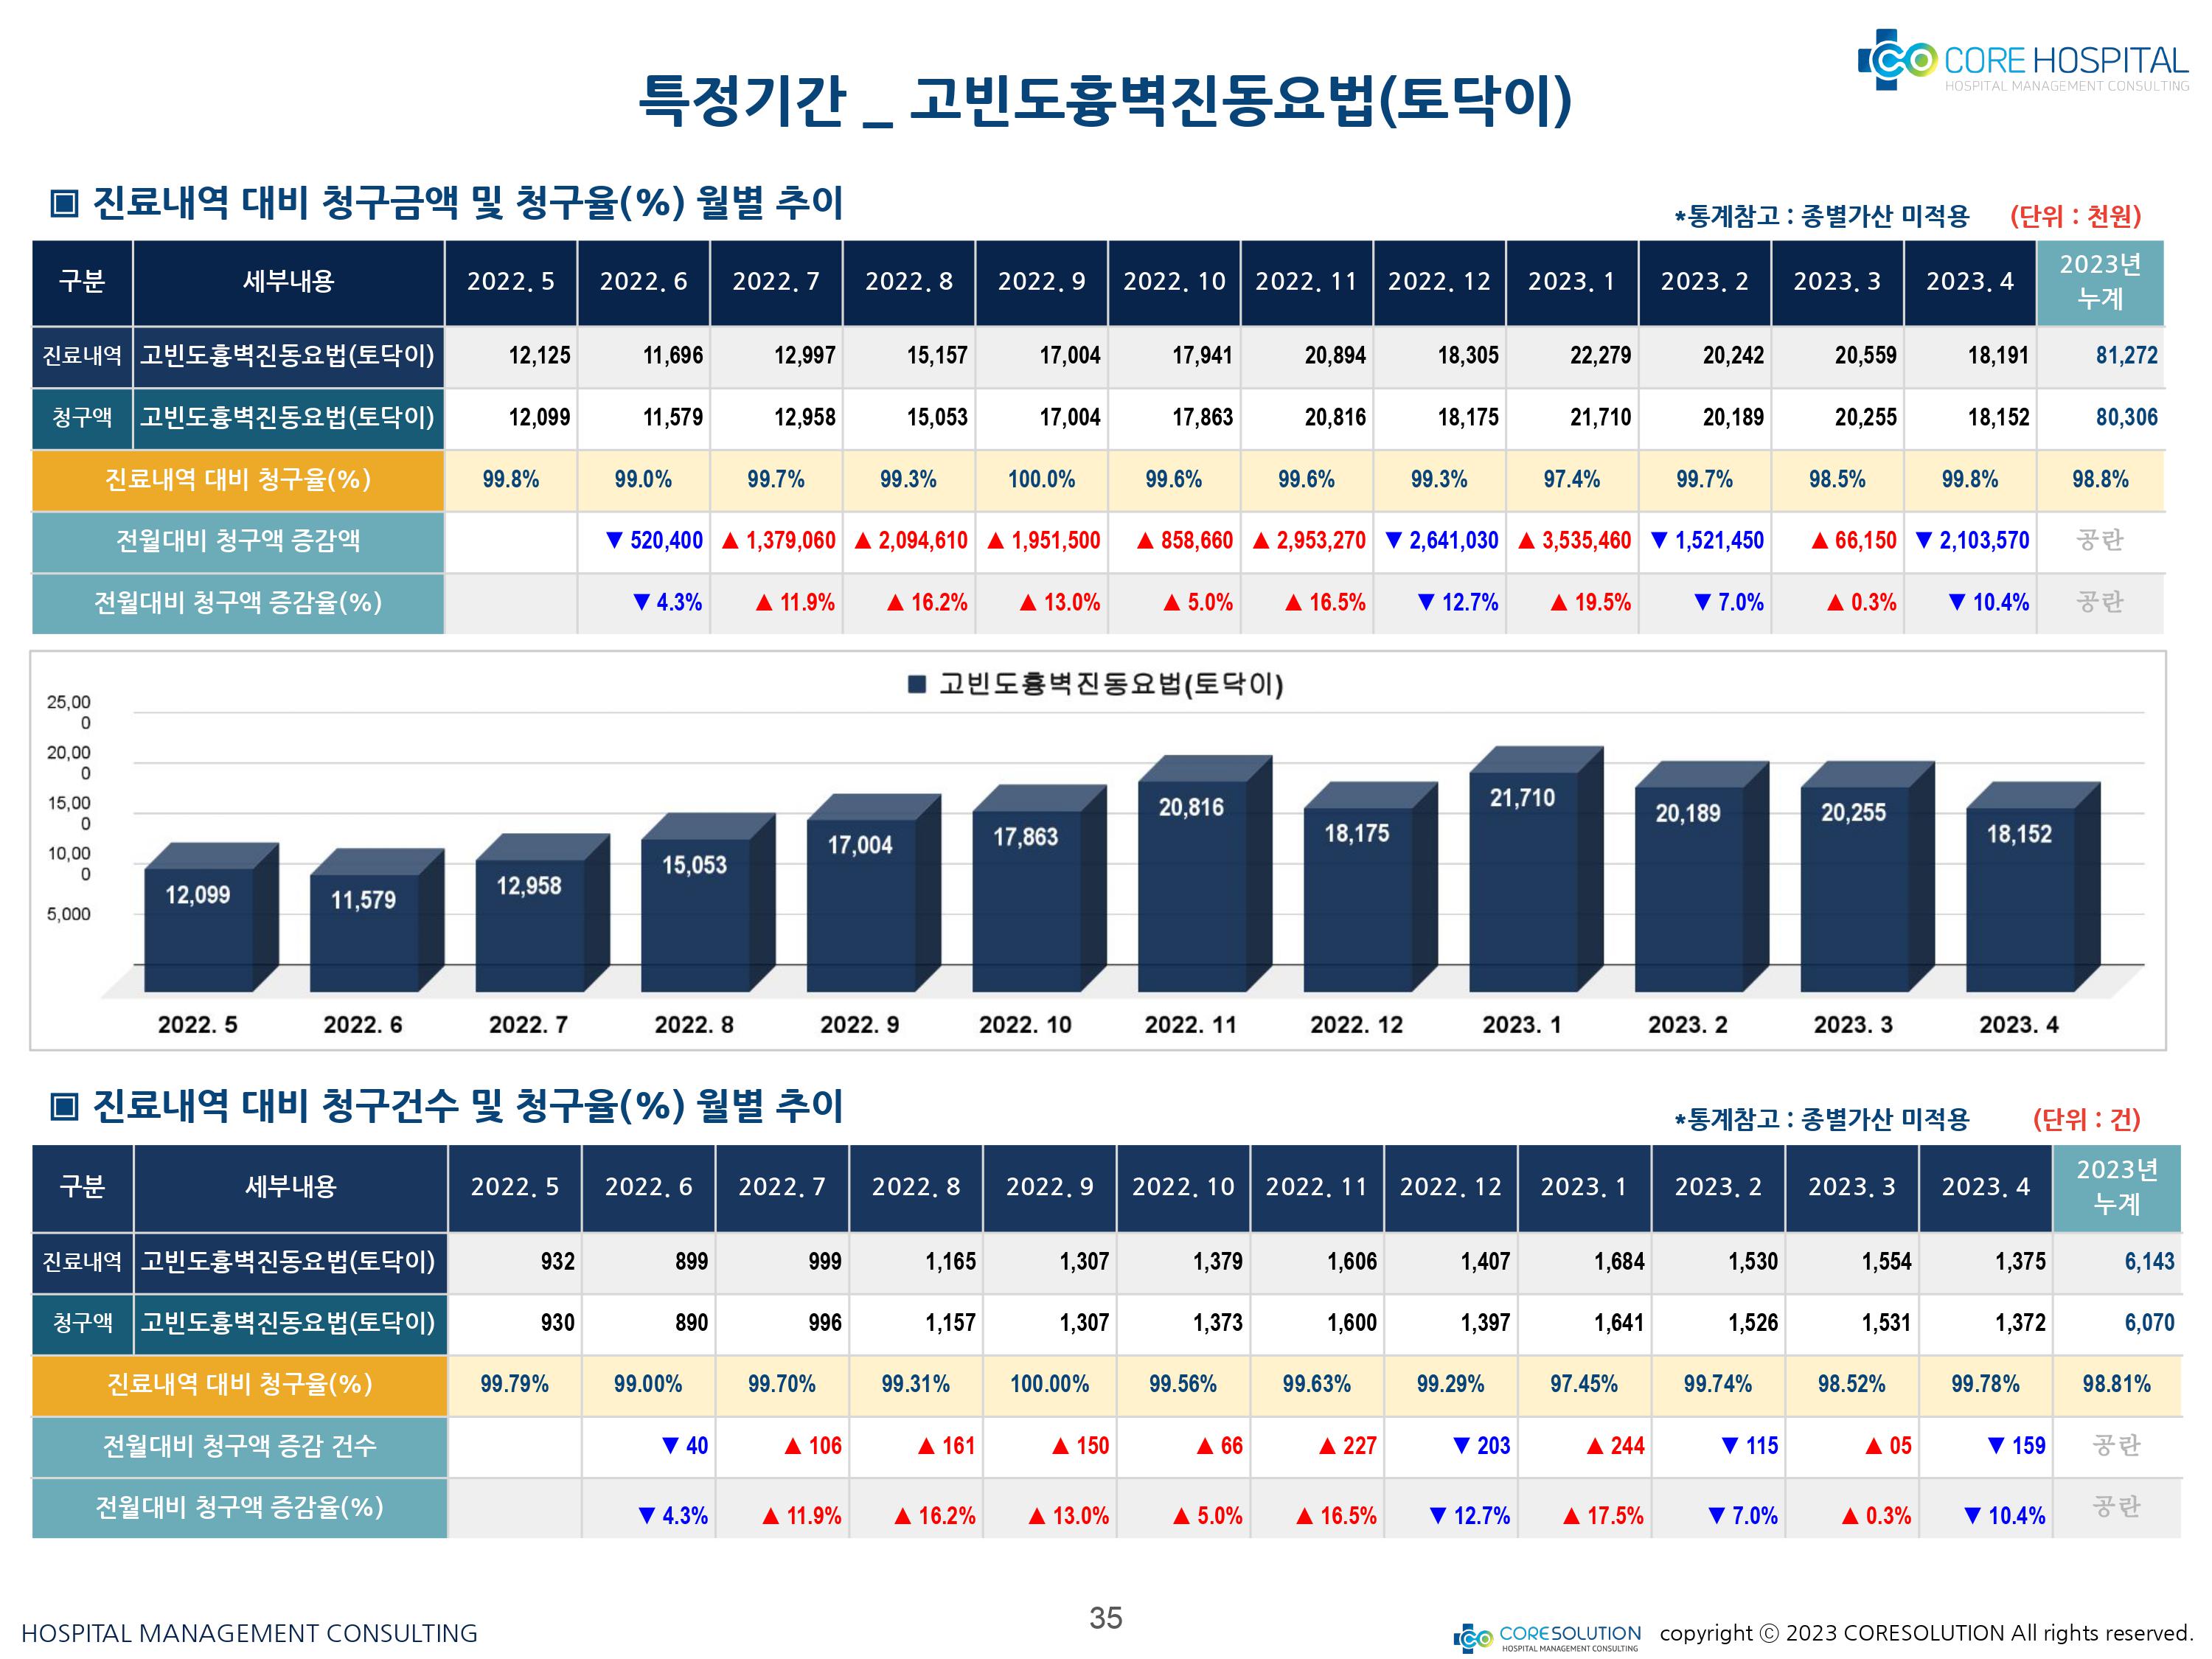 CORE HOSPITAL
HOSPITAL MANAGEMENT CONSULTING
특정기간 _ 고빈도흉벽진동요법(토닥이)
▣ 진료내역 대비 청구금액 및 청구율(%) 월별 추이
*통계참고 : 종별가산 미적용 (단위 : 천원)
구분 세부내용 2022. 5 2022. 6 2022. 7 2022. 8 2022. 9 2022. 10 2022. 11 2022. 12 2023. 1 2023. 2 2023. 3 2023. 4 2023년 누계
진료내역 고빈도흉벽진동요법(토닥이) 12,125 11,696 12,997 15,157 17,004 17,941 20,894 18,305 22,279 20,242 20,559 18,191 81,272
청구액 고빈도흉벽진동요법(토닥이) 12,099 11,579 12,958 15,053 17,004 17,863 20,816 18,175 21,710 20,189 20,255 18,152 80,306
진료내역 대비 청구율(%) 99.8% 99.0% 99.7% 99.3% 100.0% 99.6% 99.6% 99.3% 97.4% 99.7% 98.5% 99.8% 98.8%
전월대비 청구액 증감액 ▼ 520,400 ▲ 1,379,060 ▲ 2,094,610 ▲ 1,951,500 ▲ 858,660 ▲ 2,953,270 ▼ 2,641,030 ▲ 3,535,460 ▼ 1,521,450 ▲ 66,150 ▼ 2,103,570 공란
전월대비 청구액 증감율(%) ▼ 4.3% ▲ 11.9% ▲ 16.2% ▲ 13.0% ▲ 5.0% ▲ 16.5% ▼ 12.7% ▲ 19.5% ▼ 7.0% ▲ 0.3% ▼ 10.4% 공란
■ 고빈도흉벽진동요법(토닥이)
25,00
0
20,00
0
15,00
0
10,00
0
5,000
12,099 11,579 12,958 15,053 17,004 17,863 20,816 18,175 21,710 20,189 20,255 18,152
2022. 5 2022. 6 2022. 7 2022. 8 2022. 9 2022. 10 2022. 11 2022. 12 2023. 1 2023. 2 2023. 3 2023. 4
▣ 진료내역 대비 청구건수 및 청구율(%) 월별 추이
*통계참고 : 종별가산 미적용 (단위 : 건)
구분 세부내용 2022. 5 2022. 6 2022. 7 2022. 8 2022. 9 2022. 10 2022. 11 2022. 12 2023. 1 2023. 2 2023. 3 2023. 4 2023년 누계
진료내역 고빈도흉벽진동요법(토닥이) 932 899 999 1,165 1,307 1,379 1,606 1,407 1,684 1,530 1,554 1,375 6,143
청구액 고빈도흉벽진동요법(토닥이) 930 890 996 1,157 1,307 1,373 1,600 1,397 1,641 1,526 1,531 1,372 6,070
진료내역 대비 청구율(%) 99.79% 99.00% 99.70% 99.31% 100.00% 99.56% 99.63% 99.29% 97.45% 99.74% 98.52% 99.78% 98.81%
전월대비 청구액 증감 건수 ▼ 40 ▲ 106 ▲ 161 ▲ 150 ▲ 66 ▲ 227 ▼ 203 ▲ 244 ▼ 115 ▲ 05 ▼ 159 공란
전월대비 청구액 증감율(%) ▼ 4.3% ▲ 11.9% ▲ 16.2% ▲ 13.0% ▲ 5.0% ▲ 16.5% ▼ 12.7% ▲ 17.5% ▼ 7.0% ▲ 0.3% ▼ 10.4% 공란
HOSPITAL MANAGEMENT CONSULTING
35
CORESOLUTION
HOSPITAL MANAGEMENT CONSULTING
copyright ⓒ 2023 CORESOLUTION All rights reserved.